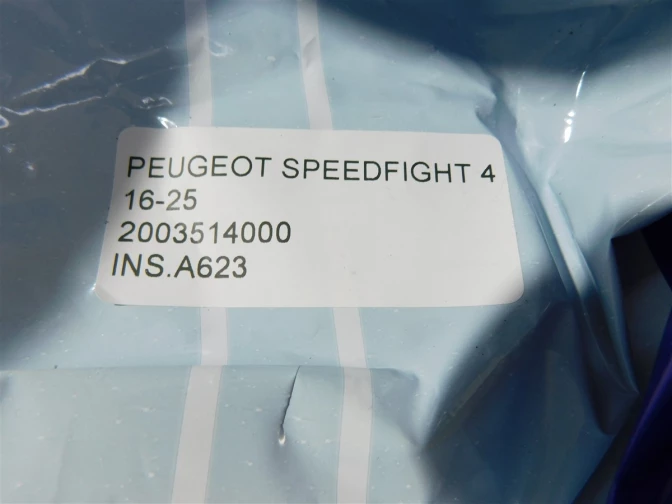 PEUGEOT SPEEDFIGHT 4
16-25
2003514000
INS.A623